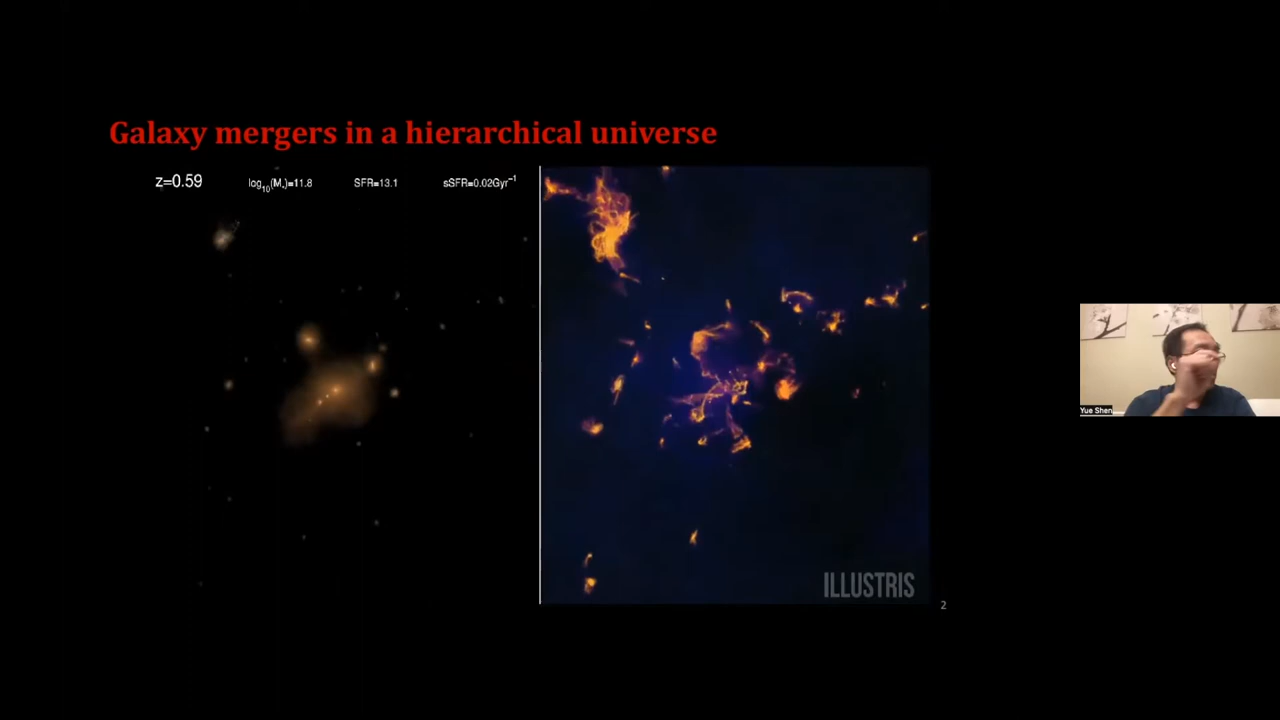 Galaxy mergers in a hierarchical universe
z=0.59 log₁₀(M*)=11.8 SFR=13.1 sSFR=0.02Gyr⁻¹
ILLUSTRIS
2
Yue Shen